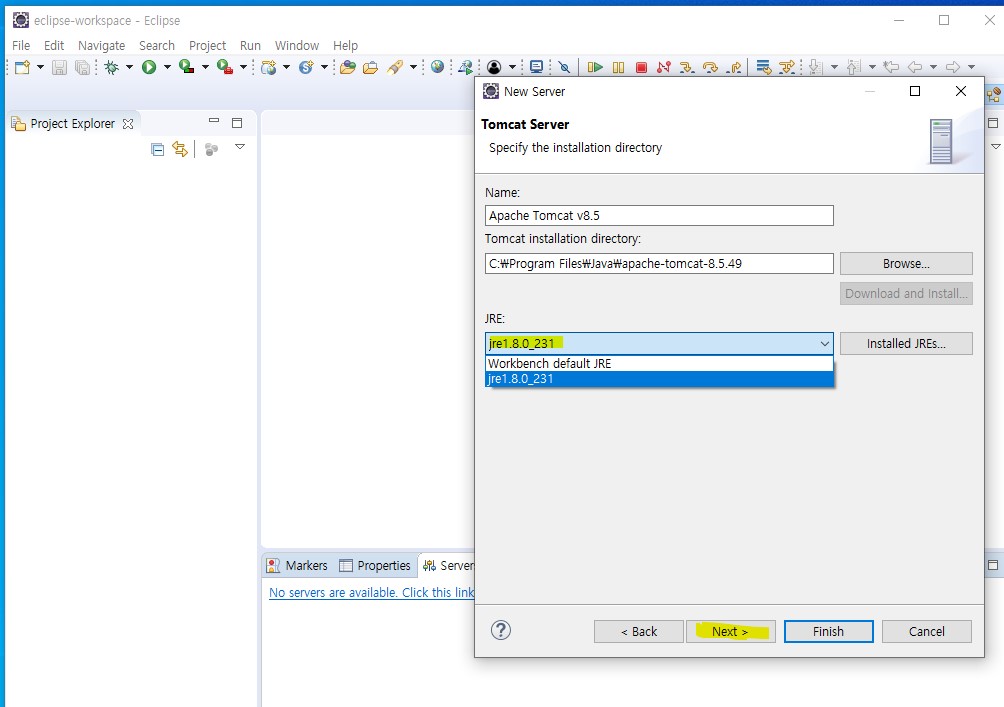 eclipse-workspace - Eclipse
File Edit Navigate Search Project Run Window Help
New Server
Project Explorer
Tomcat Server
Specify the installation directory
Name:
Apache Tomcat v8.5
Tomcat installation directory:
C:₩Program Files₩Java₩apache-tomcat-8.5.49
Browse...
Download and Install...
JRE:
jre1.8.0_231
Installed JREs...
Workbench default JRE
jre1.8.0_231
Markers Properties Server
No servers are available. Click this link
? < Back Next > Finish Cancel